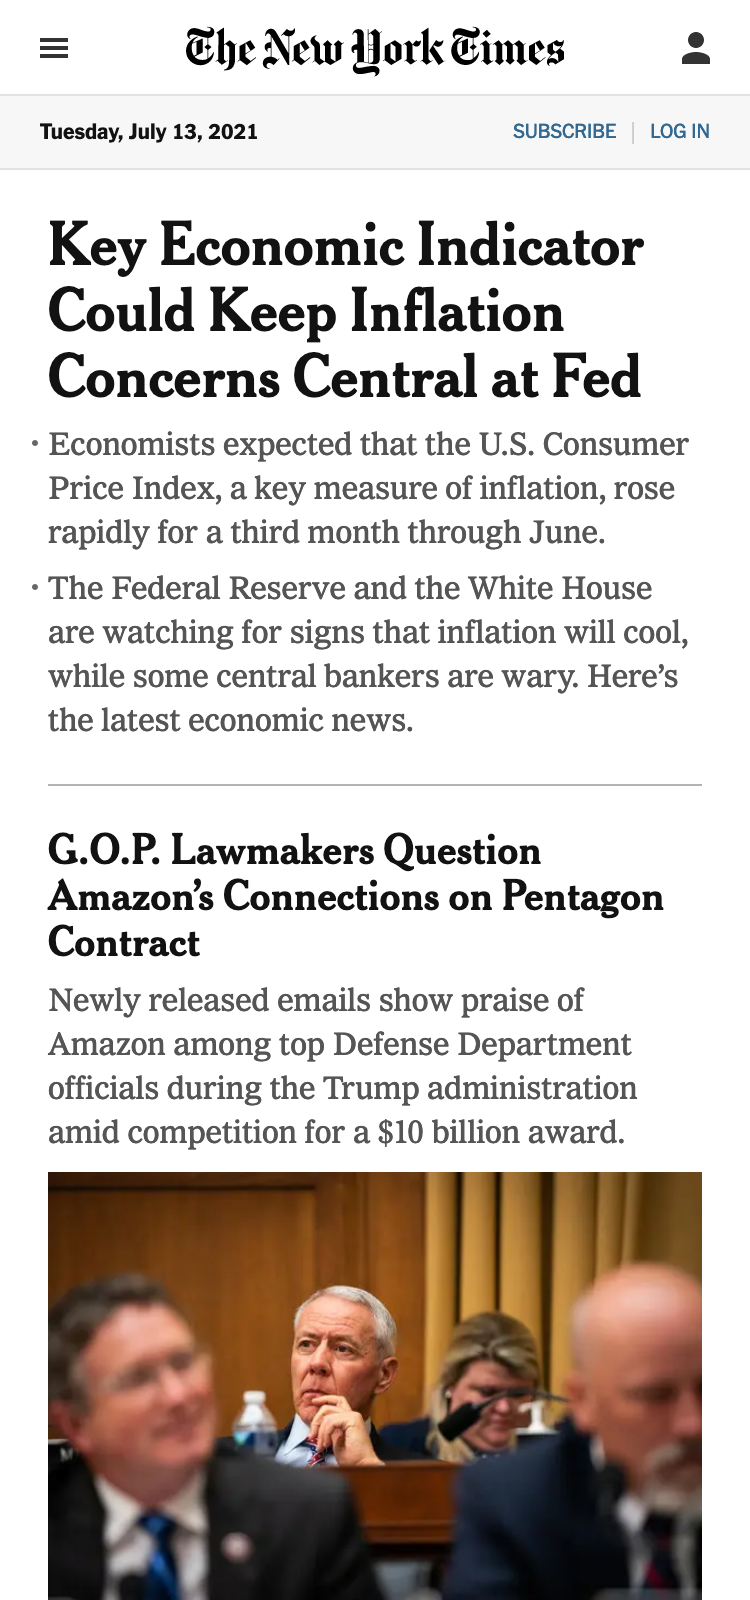 The New York Times
Tuesday, July 13, 2021
SUBSCRIBE
LOG IN
Key Economic Indicator
Could Keep Inflation
Concerns Central at Fed
• Economists expected that the U.S. Consumer
Price Index, a key measure of inflation, rose
rapidly for a third month through June.
• The Federal Reserve and the White House
are watching for signs that inflation will cool,
while some central bankers are wary. Here’s
the latest economic news.
G.O.P. Lawmakers Question
Amazon’s Connections on Pentagon
Contract
Newly released emails show praise of
Amazon among top Defense Department
officials during the Trump administration
amid competition for a $10 billion award.